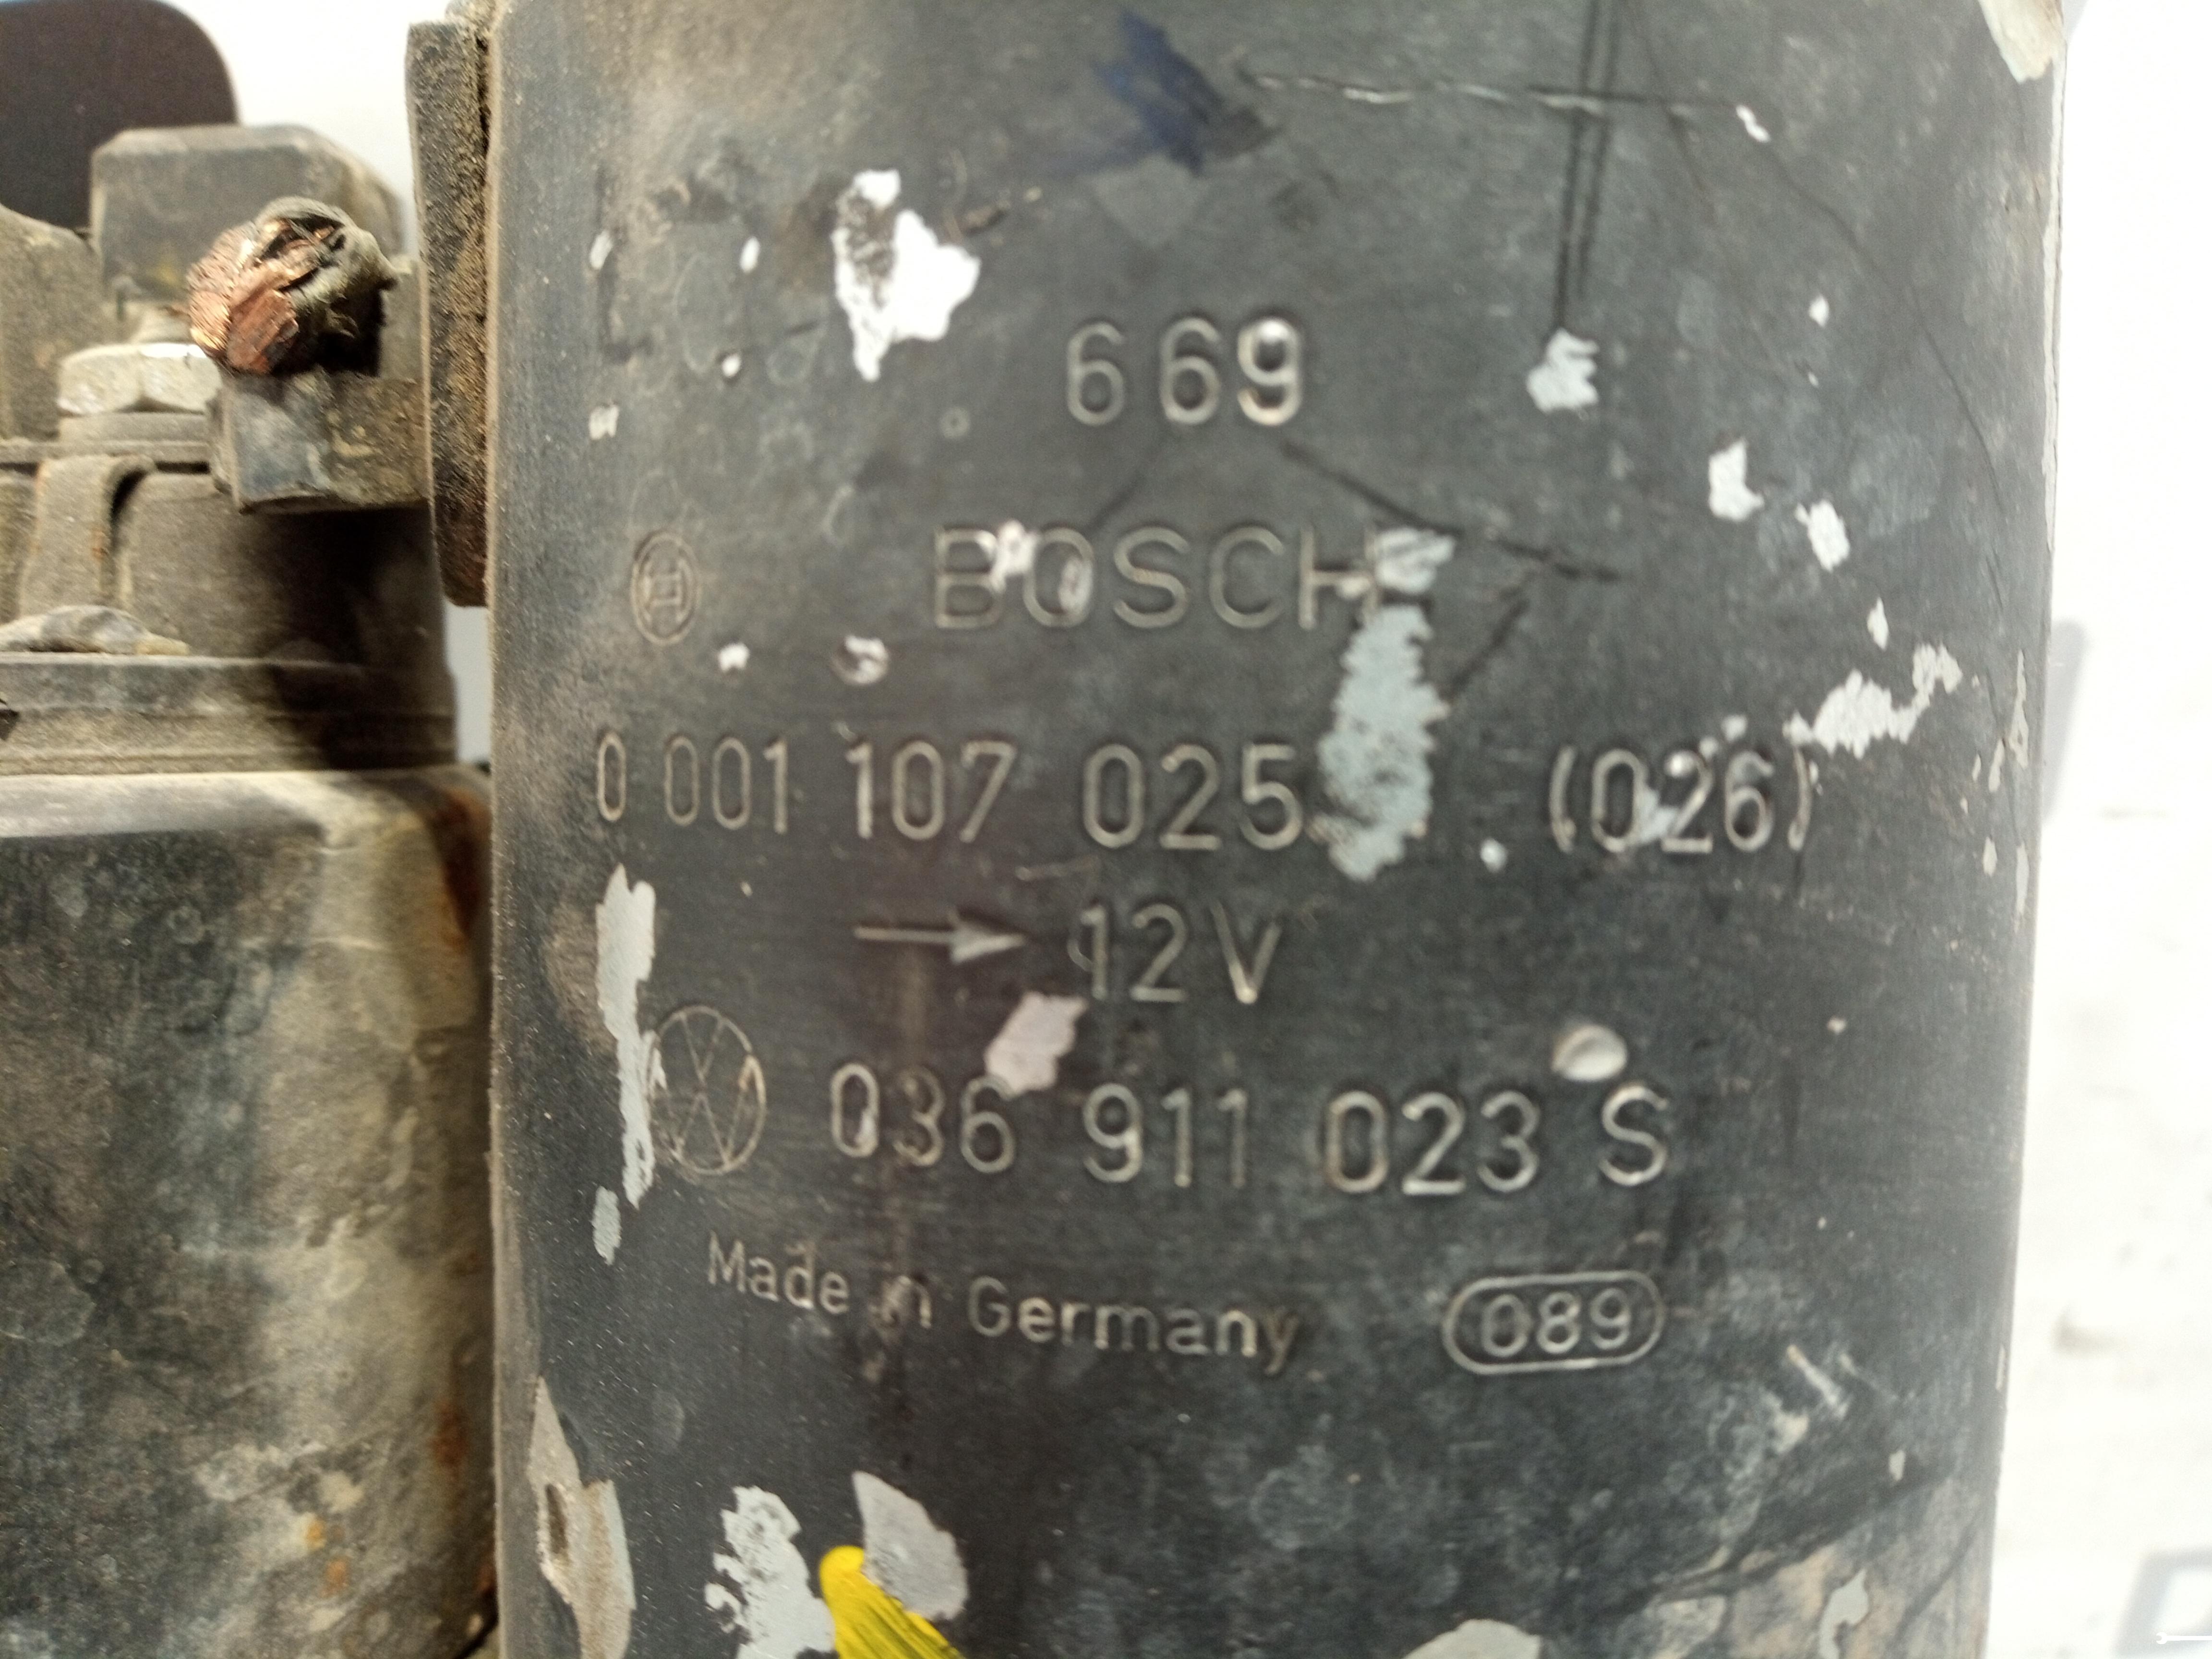 669
BOSCH
0 001 107 025 (026)
→ 12V
036 911 023 S
Made in Germany 089